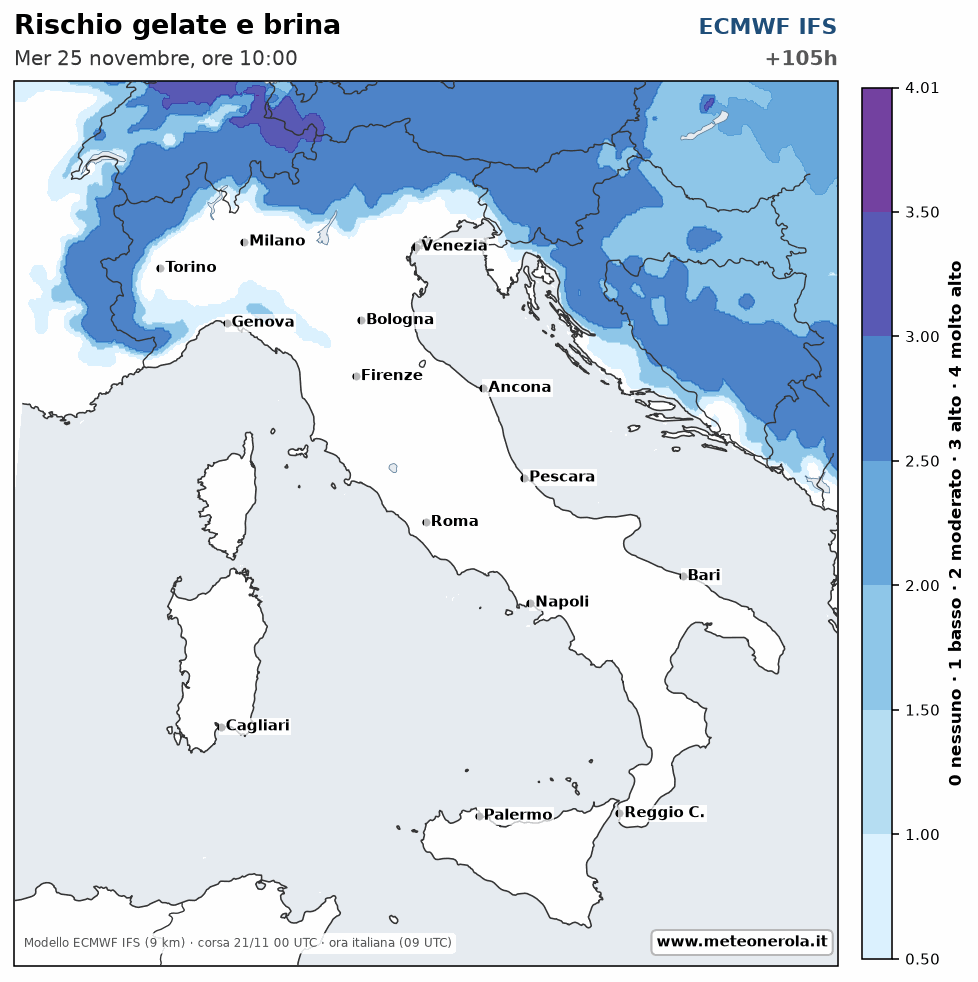 Rischio gelate e brina
ECMWF IFS
Mer 25 novembre, ore 10:00
+105h
4.01
3.50
3.00
2.50
2.00
1.50
1.00
0.50
0 nessuno · 1 basso · 2 moderato · 3 alto · 4 molto alto
Milano
Venezia
Torino
Genova
Bologna
Firenze
Ancona
Pescara
Roma
Bari
Napoli
Cagliari
Palermo
Reggio C.
Modello ECMWF IFS (9 km) · corsa 21/11 00 UTC · ora italiana (09 UTC)
www.meteonerola.it